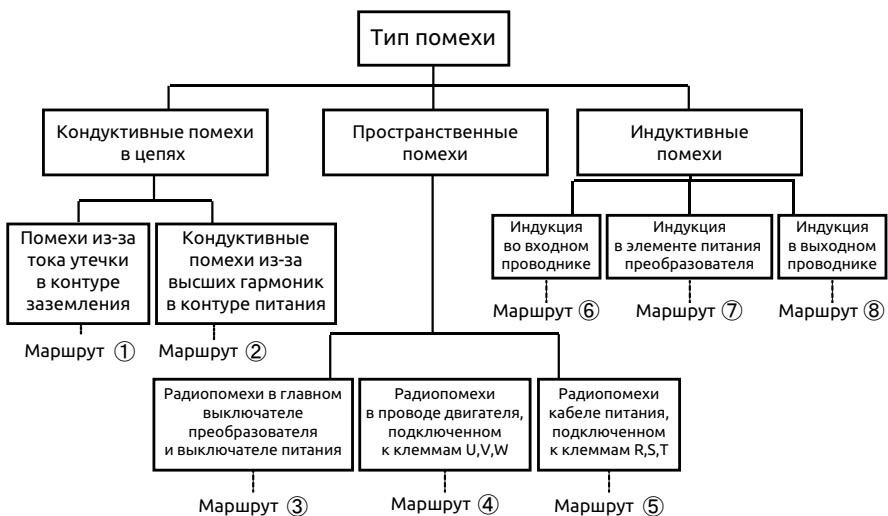 Тип помехи
Кондуктивные помехи
в цепях
Пространственные
помехи
Индуктивные
помехи
Помехи из-за
тока утечки
в контуре
заземления
Кондуктивные
помехи из-за
высших гармоник
в контуре питания
Индукция
во входном
проводнике
Индукция
в элементе питания
преобразователя
Индукция
в выходном
проводнике
Маршрут ①
Маршрут ②
Маршрут ⑥
Маршрут ⑦
Маршрут ⑧
Радиопомехи в главном
выключателе
преобразователя
и выключателе питания
Радиопомехи
в проводе двигателя,
подключенном
к клеммам U,V,W
Радиопомехи
кабеле питания,
подключенном
к клеммам R,S,T
Маршрут ③
Маршрут ④
Маршрут ⑤